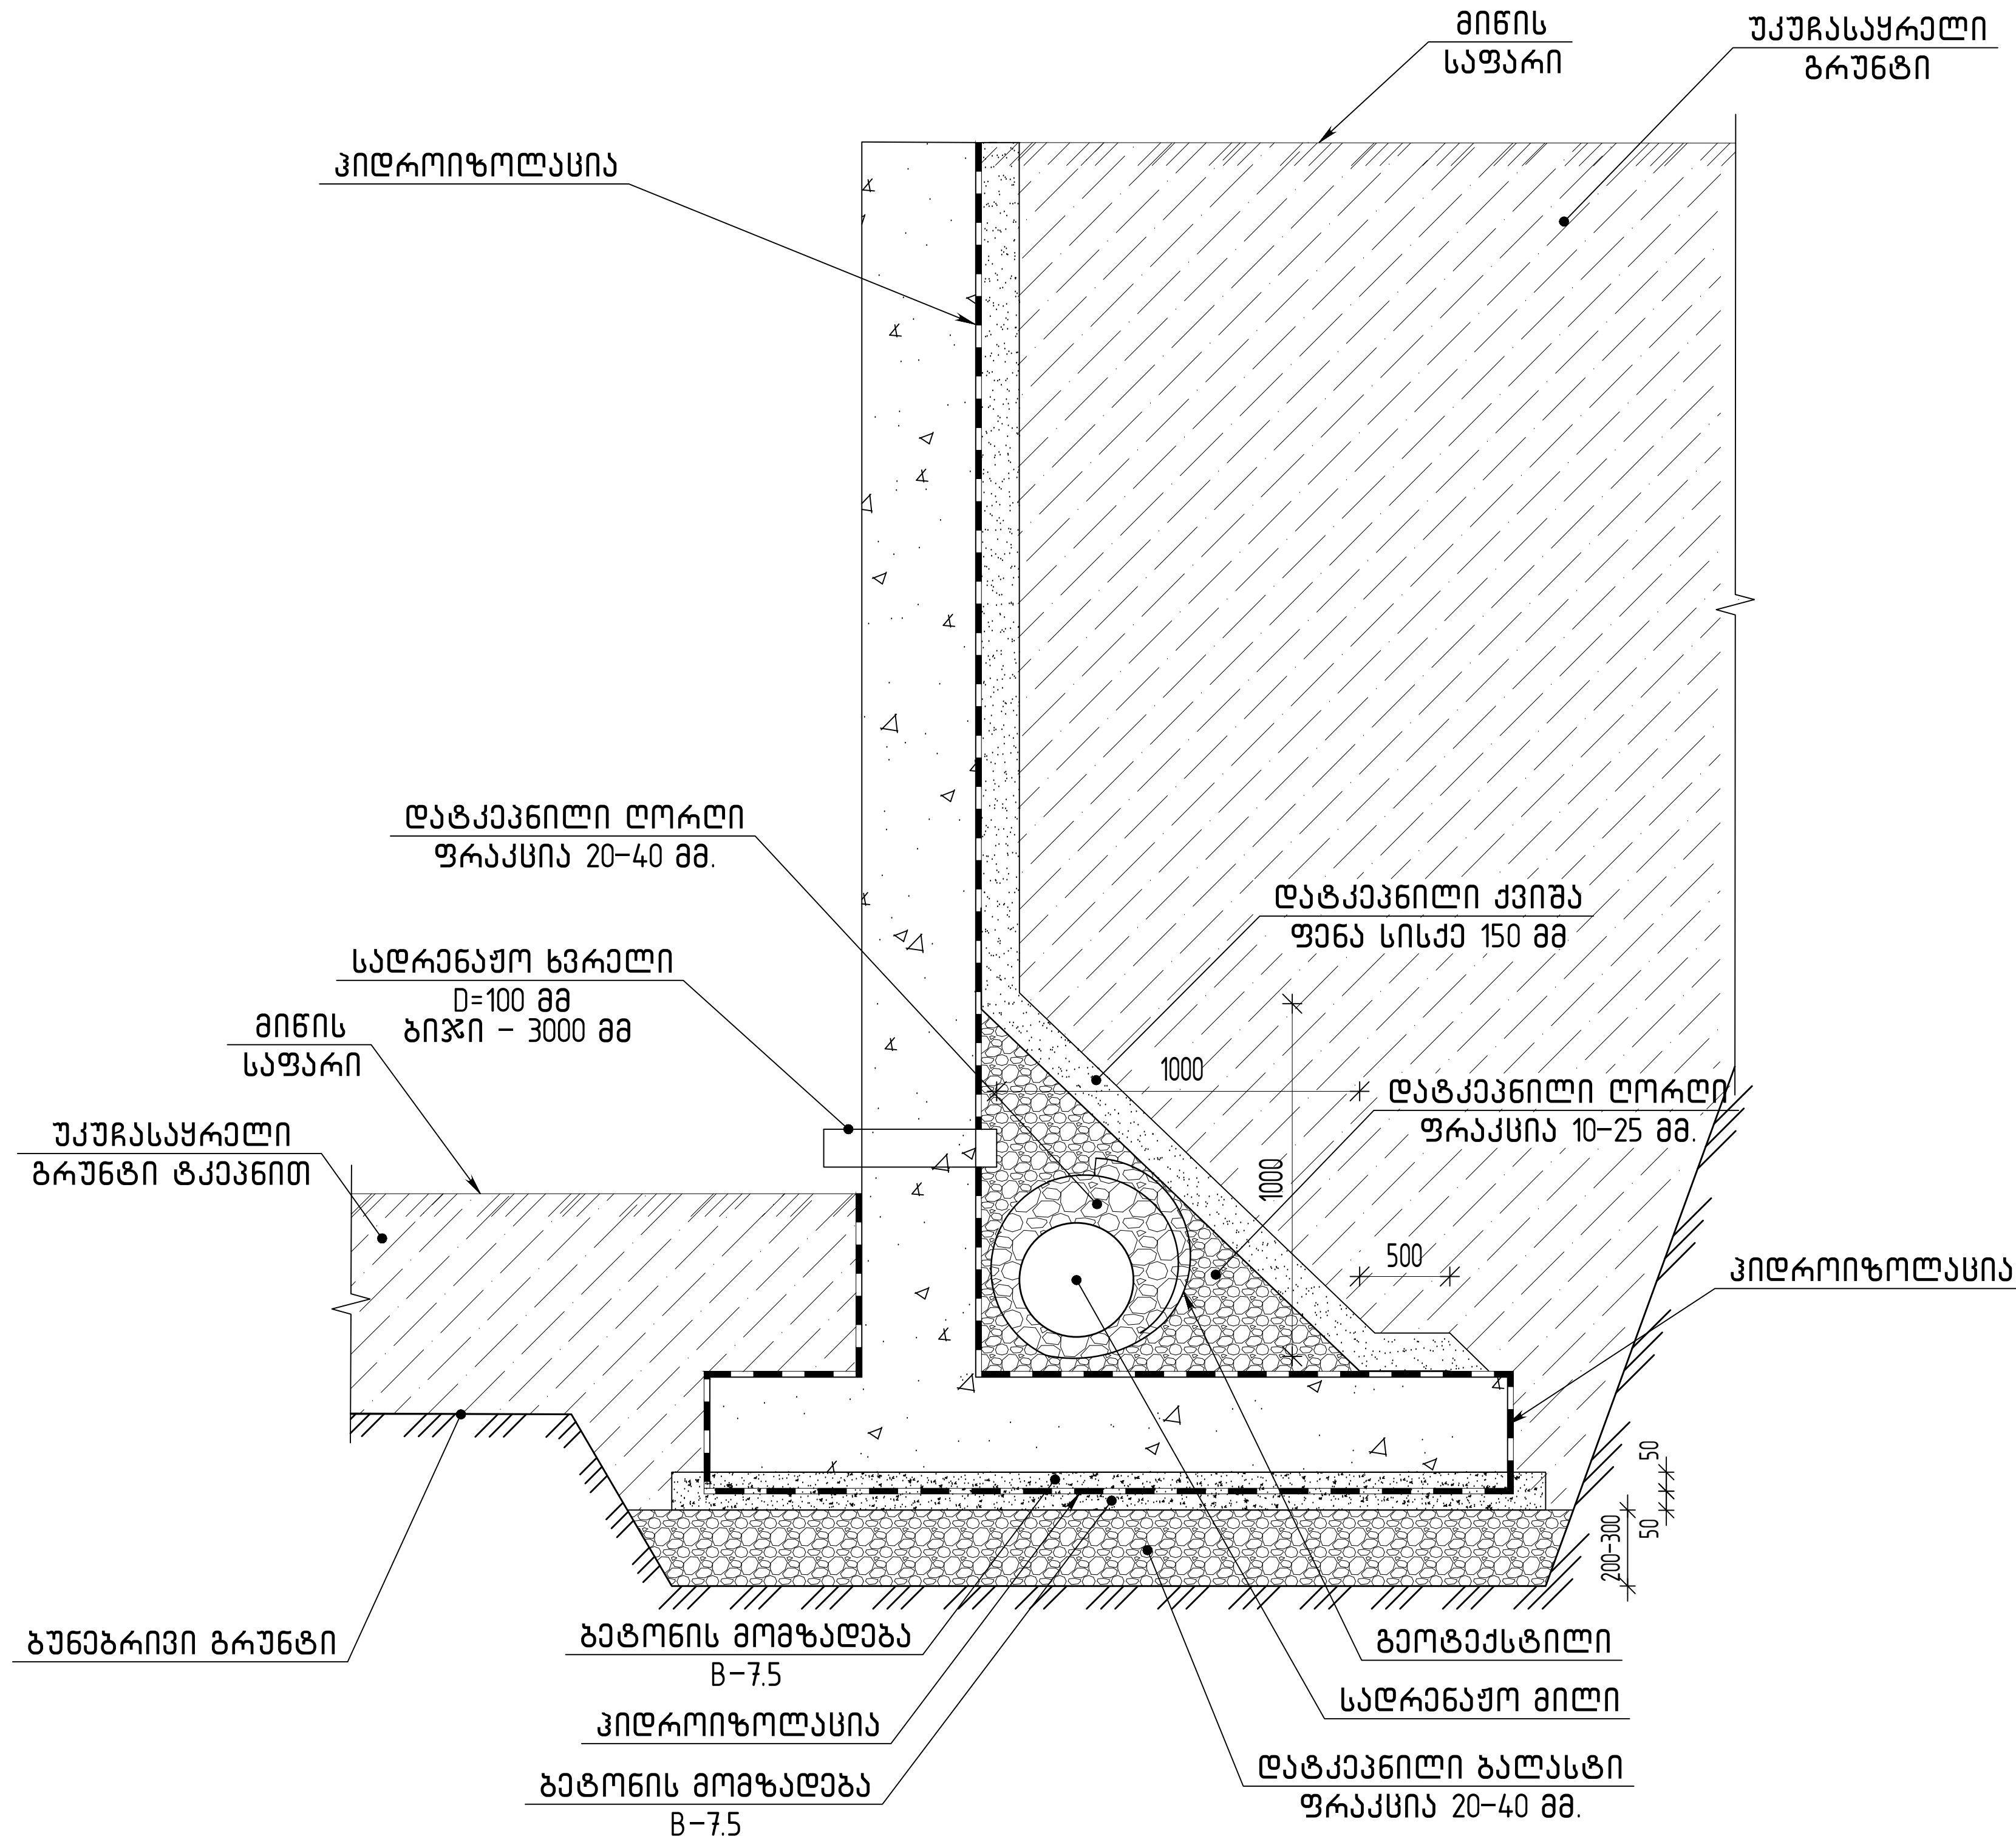 მიწის
საფარი
უკუჩასაყრელი
გრუნტი
ჰიდროიზოლაცია
დატკეპნილი ღორღი
ფრაკცია 20-40 მმ.
დატკეპნილი ქვიშა
ფენა სისქე 150 მმ
სადრენაჟო ხვრელი
D=100 მმ
ბიჯი - 3000 მმ
მიწის
საფარი
1000
დატკეპნილი ღორღი
ფრაკცია 10-25 მმ.
უკუჩასაყრელი
გრუნტი ტკეპნით
1000
500
ჰიდროიზოლაცია
50
50
200-300
ბუნებრივი გრუნტი
ბეტონის მომზადება
B-7.5
გეოტექსტილი
ჰიდროიზოლაცია
სადრენაჟო მილი
ბეტონის მომზადება
B-7.5
დატკეპნილი ბალასტი
ფრაკცია 20-40 მმ.